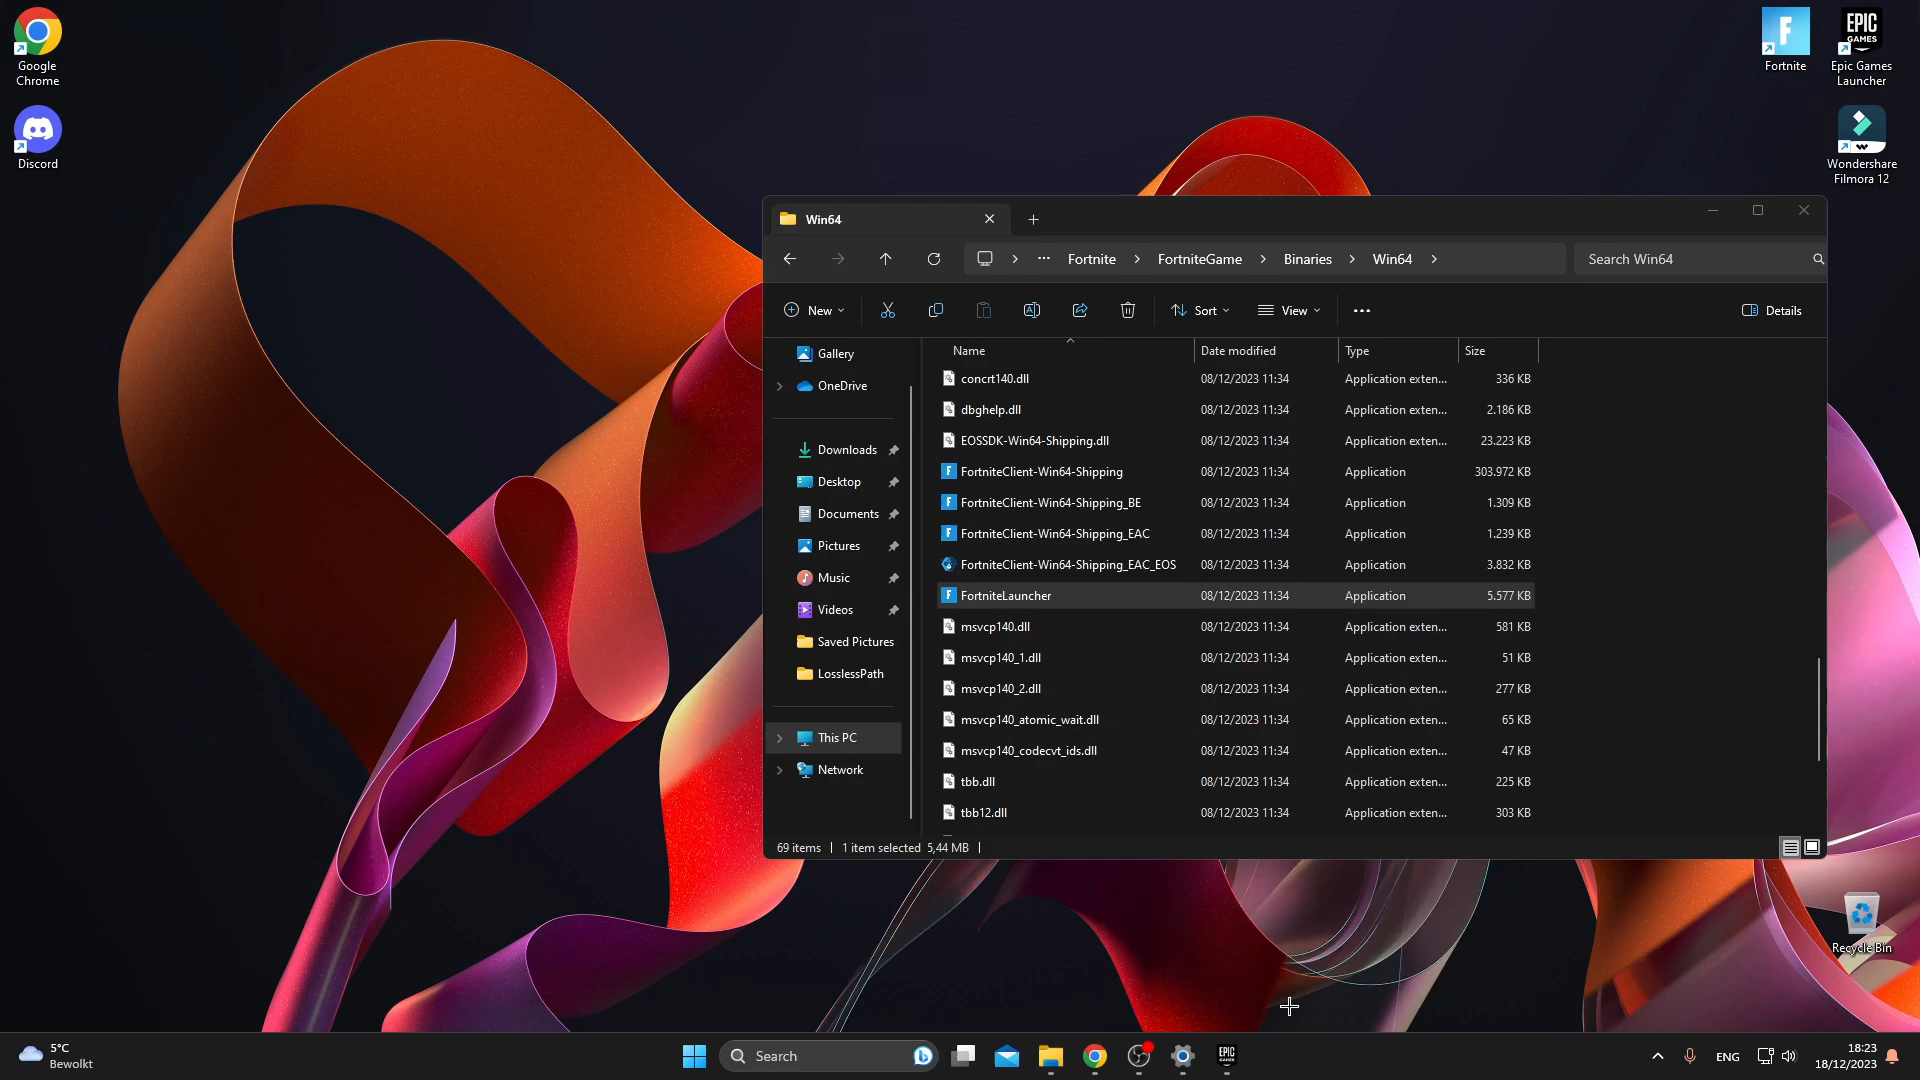 Google
Chrome
Discord
Fortnite
EPIC
GAMES
Epic Games
Launcher
Wondershare
Filmora 12
Win64
Fortnite
FortniteGame
Binaries
Win64
Search Win64
New
Sort
View
Details
Gallery
OneDrive
Downloads
Desktop
Documents
Pictures
Music
Videos
Saved Pictures
LosslessPath
This PC
Network
Name Date modified Type Size
concrt140.dll 08/12/2023 11:34 Application exten... 336 KB
dbghelp.dll 08/12/2023 11:34 Application exten... 2.186 KB
EOSSDK-Win64-Shipping.dll 08/12/2023 11:34 Application exten... 23.223 KB
FortniteClient-Win64-Shipping 08/12/2023 11:34 Application 303.972 KB
FortniteClient-Win64-Shipping_BE 08/12/2023 11:34 Application 1.309 KB
FortniteClient-Win64-Shipping_EAC 08/12/2023 11:34 Application 1.239 KB
FortniteClient-Win64-Shipping_EAC_EOS 08/12/2023 11:34 Application 3.832 KB
FortniteLauncher 08/12/2023 11:34 Application 5.577 KB
msvcp140.dll 08/12/2023 11:34 Application exten... 581 KB
msvcp140_1.dll 08/12/2023 11:34 Application exten... 51 KB
msvcp140_2.dll 08/12/2023 11:34 Application exten... 277 KB
msvcp140_atomic_wait.dll 08/12/2023 11:34 Application exten... 65 KB
msvcp140_codecvt_ids.dll 08/12/2023 11:34 Application exten... 47 KB
tbb.dll 08/12/2023 11:34 Application exten... 225 KB
tbb12.dll 08/12/2023 11:34 Application exten... 303 KB
69 items 1 item selected 5,44 MB
Recycle Bin
5°C
Bewolkt
Search
EPIC
GAMES
ENG
18:23
18/12/2023